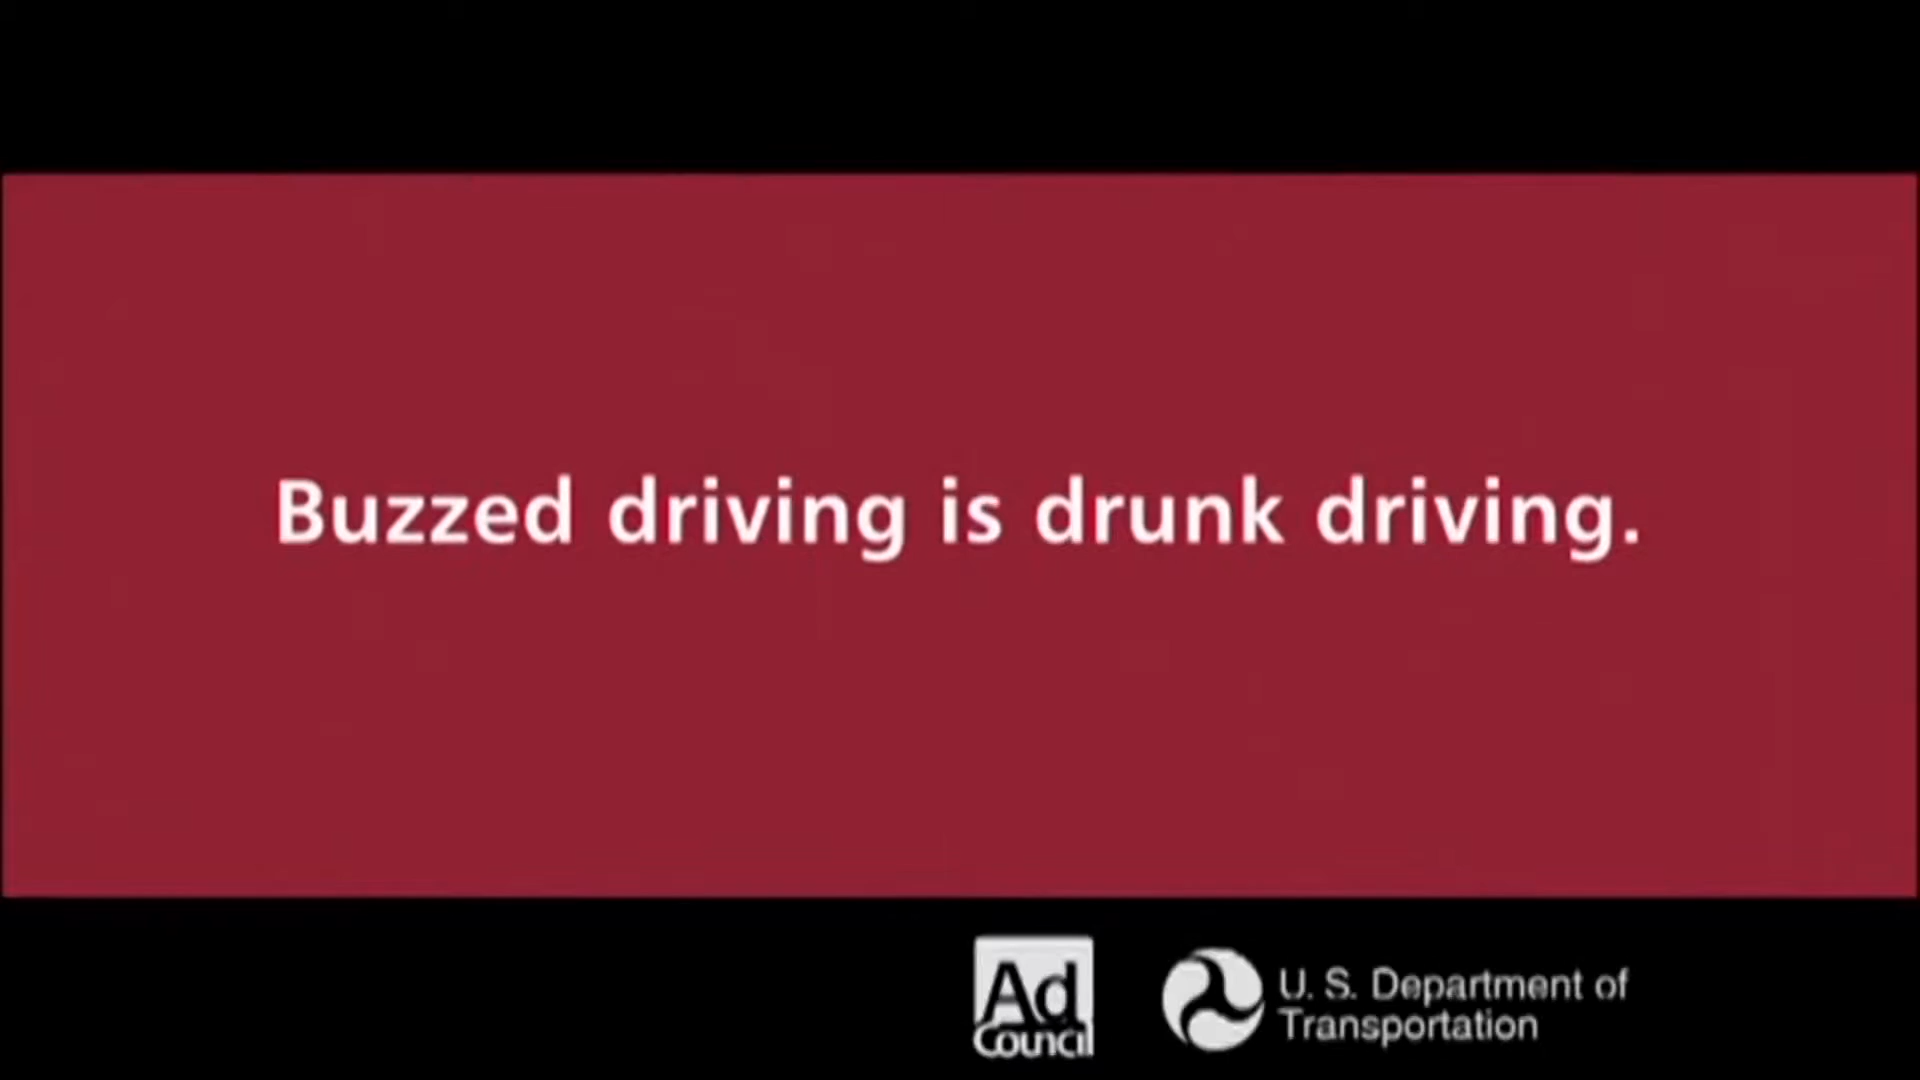 Buzzed driving is drunk driving.
Ad
Council
U. S. Department of
Transportation